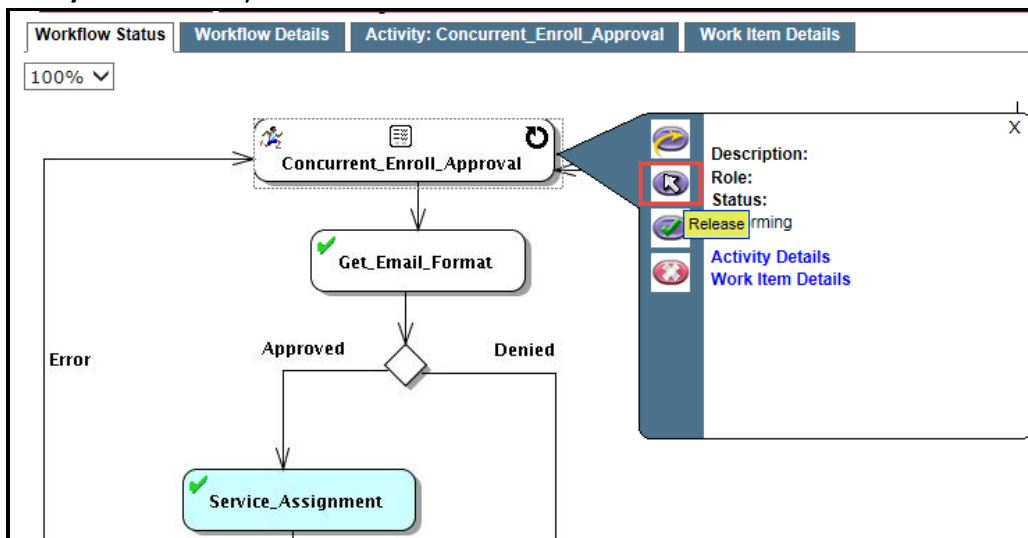 Workflow Status Workflow Details Activity: Concurrent_Enroll_Approval Work Item Details
100%
Concurrent_Enroll_Approval
X
Description:
Role:
Status:
Release rming
Activity Details
Work Item Details
Get_Email_Format
Approved
Denied
Error
Service_Assignment